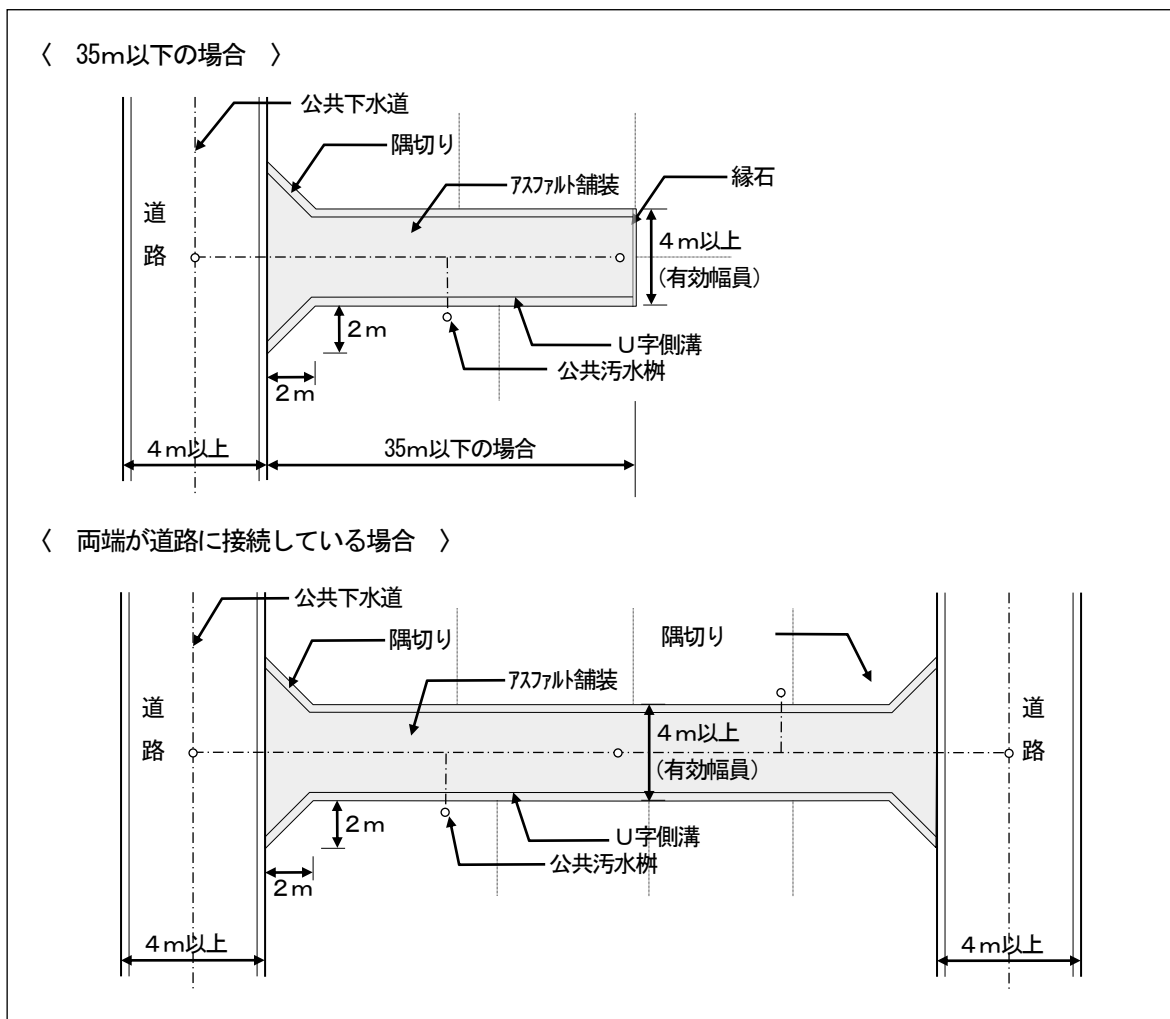 〈 35ｍ以下の場合 〉
公共下水道
隅切り
ｱｽﾌｧﾙﾄ舗装
縁石
道
路
４ｍ以上
(有効幅員)
２ｍ
Ｕ字側溝
公共汚水桝
２ｍ
４ｍ以上
35ｍ以下の場合
〈 両端が道路に接続している場合 〉
公共下水道
隅切り
隅切り
ｱｽﾌｧﾙﾄ舗装
道
路
４ｍ以上
(有効幅員)
道
路
２ｍ
Ｕ字側溝
公共汚水桝
２ｍ
４ｍ以上
４ｍ以上